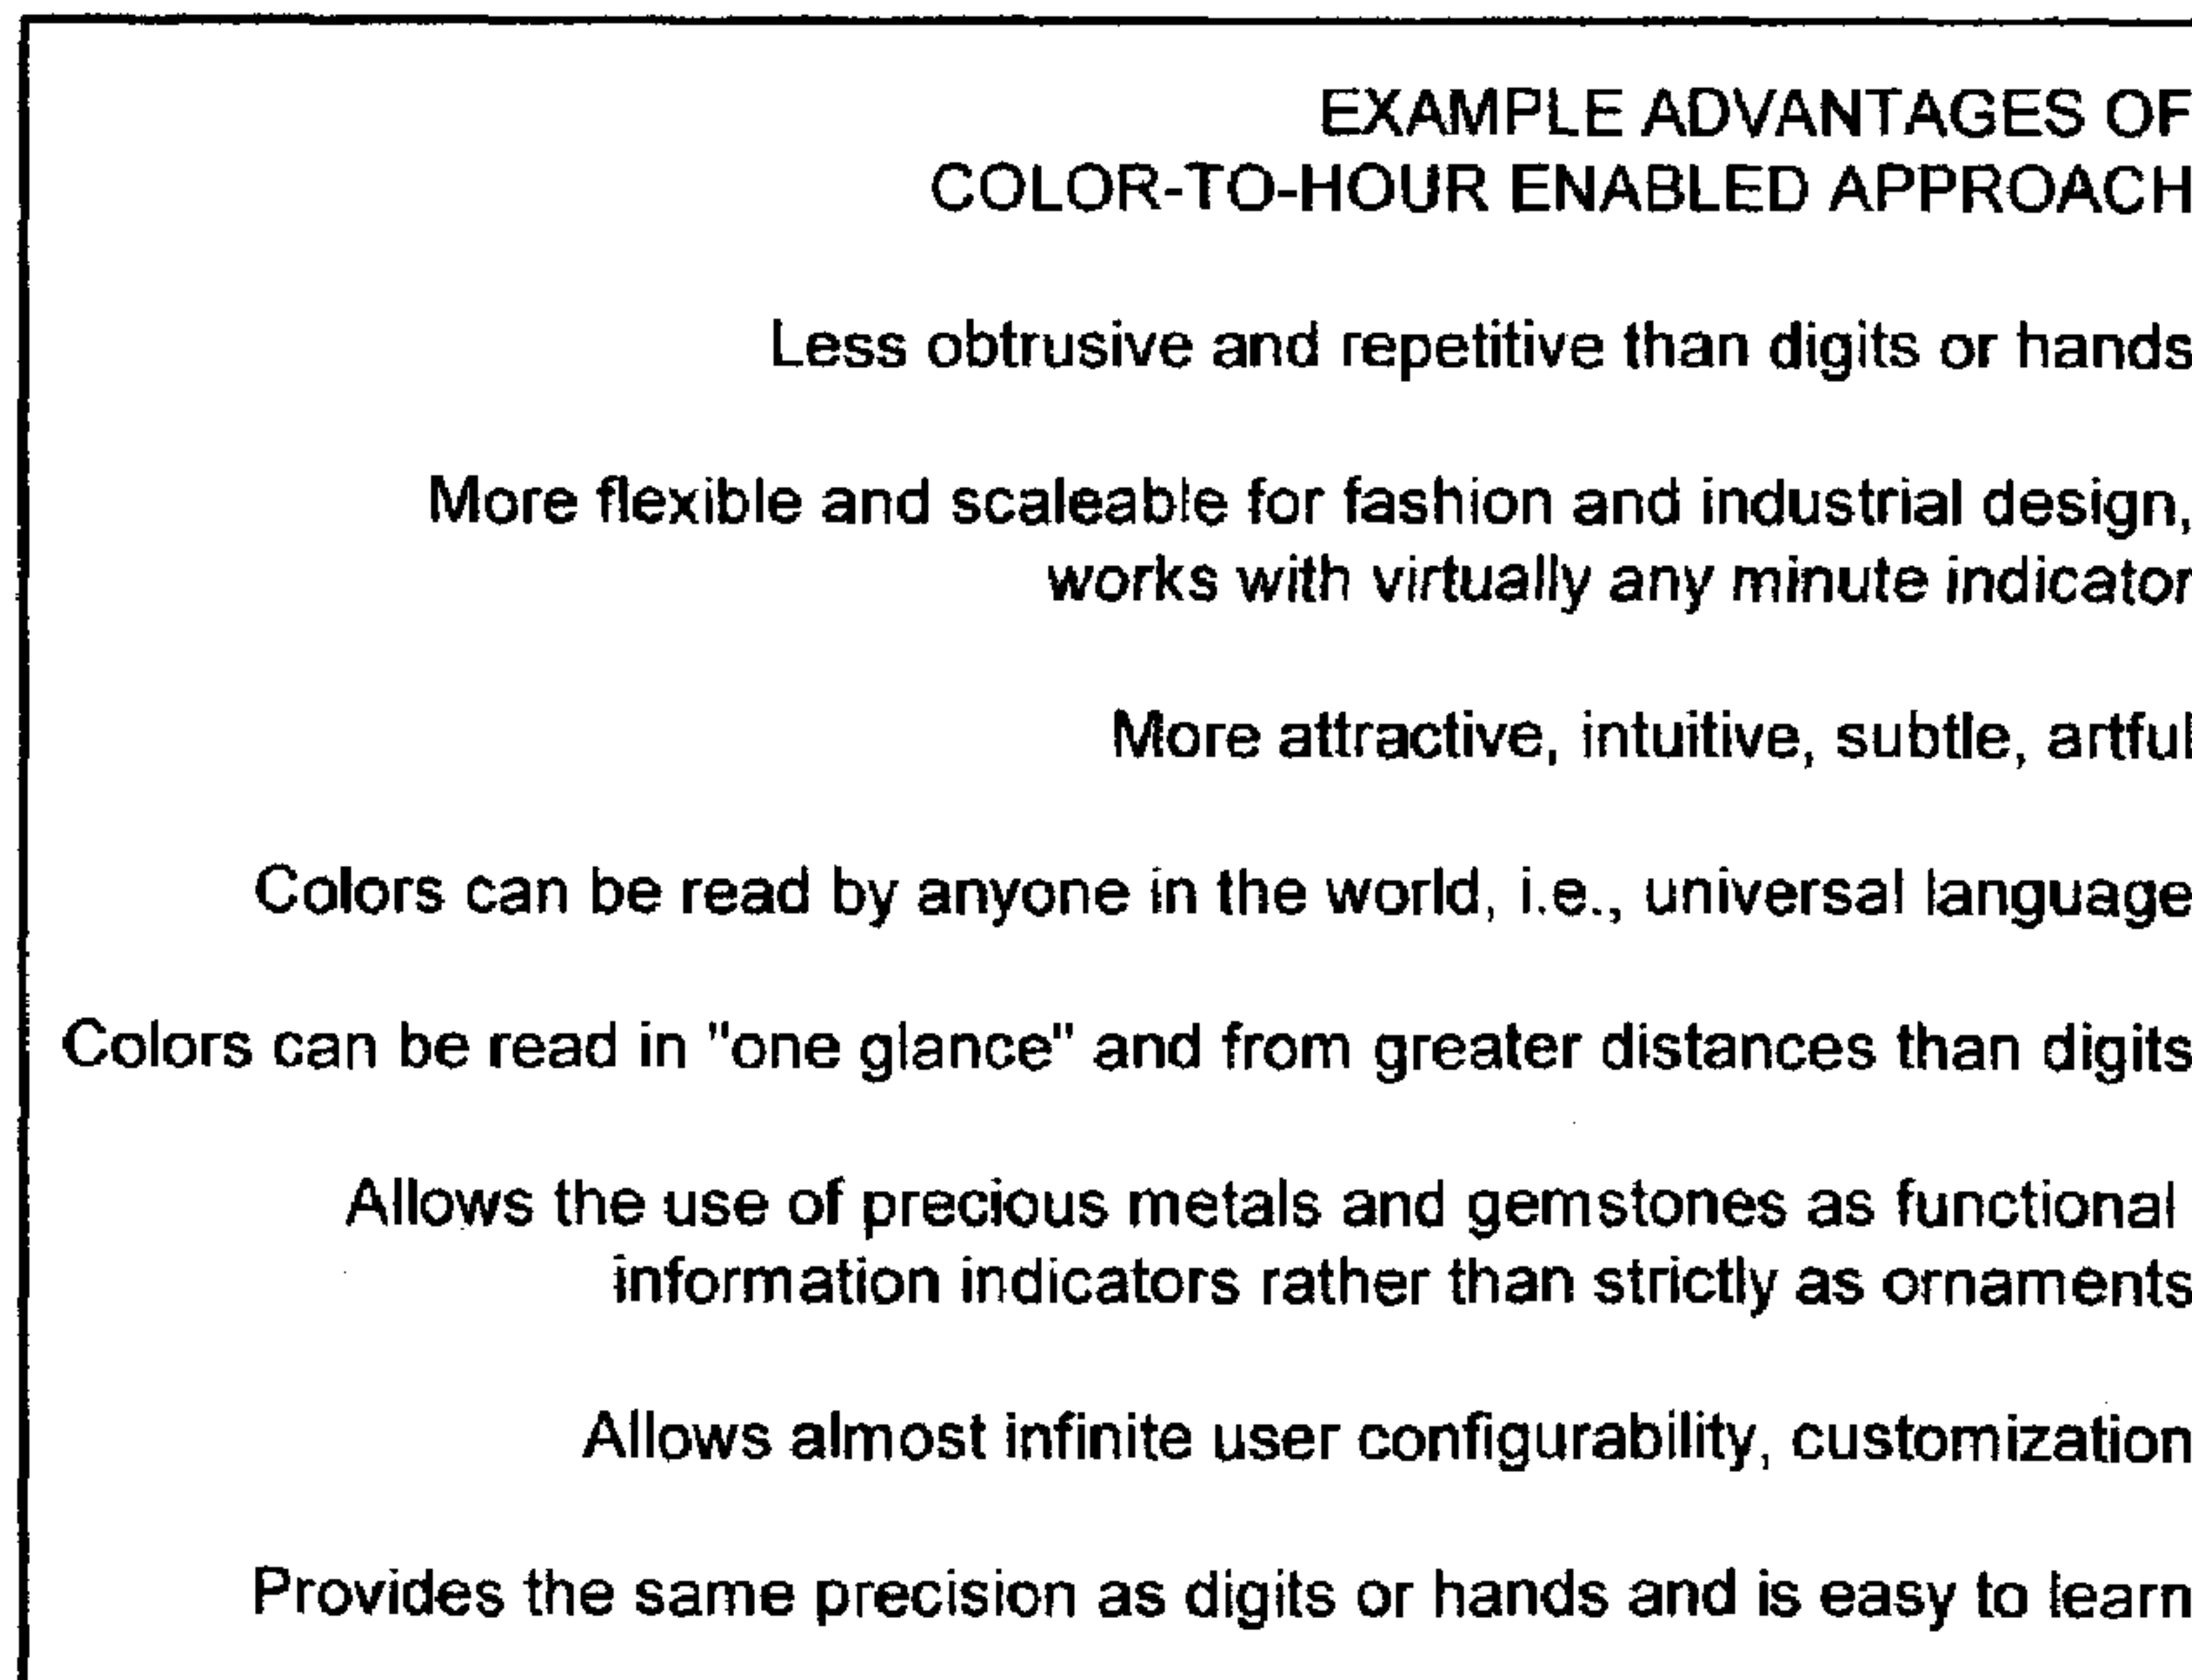 EXAMPLE ADVANTAGES OF
COLOR-TO-HOUR ENABLED APPROACH
Less obtrusive and repetitive than digits or hands
More flexible and scaleable for fashion and industrial design,
works with virtually any minute indicator
More attractive, intuitive, subtle, artful
Colors can be read by anyone in the world, i.e., universal language
Colors can be read in "one glance" and from greater distances than digits
Allows the use of precious metals and gemstones as functional
information indicators rather than strictly as ornaments
Allows almost infinite user configurability, customization
Provides the same precision as digits or hands and is easy to learn